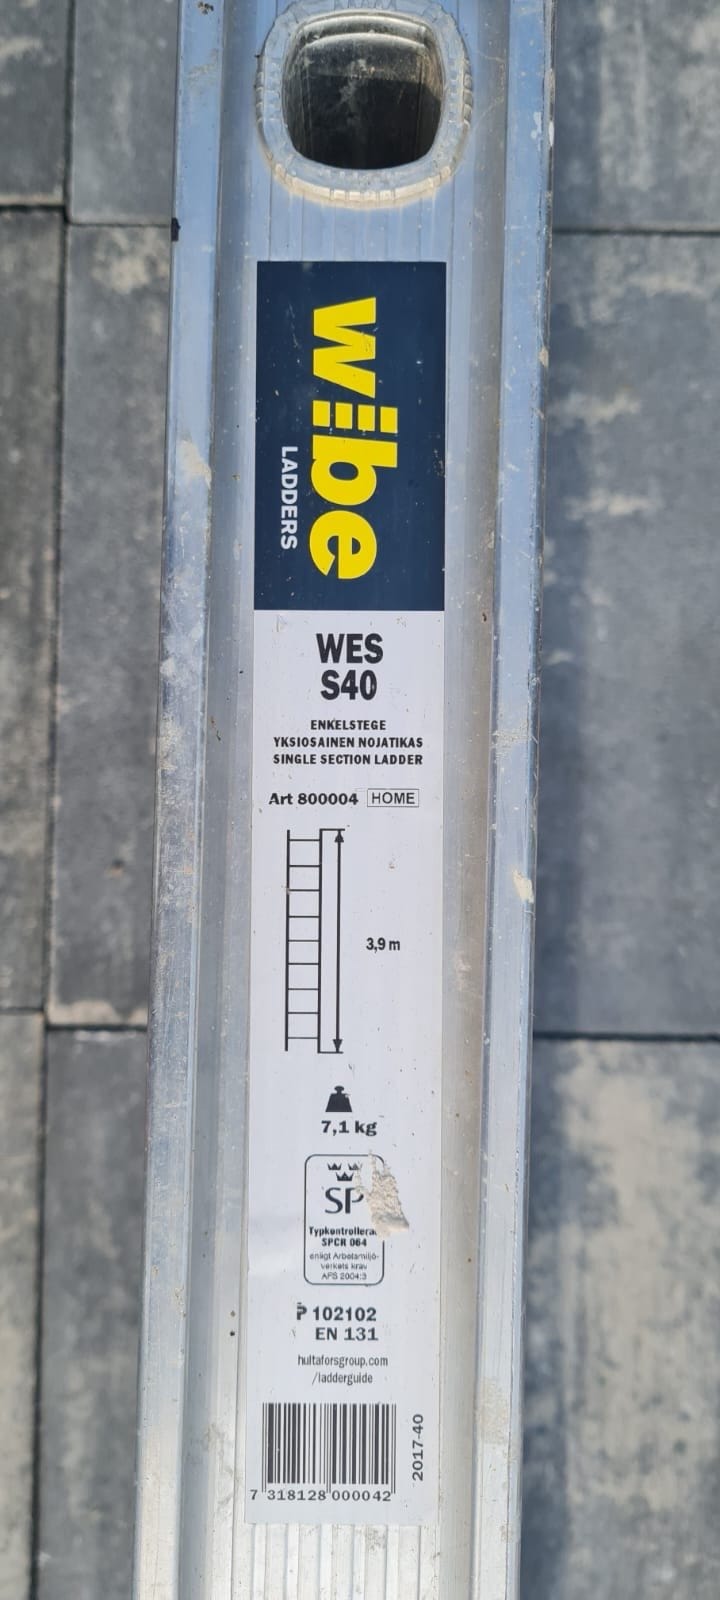 wibe
LADDERS
WES
S40
ENKELSTEGE
YKSIOSAINEN NOJATIKAS
SINGLE SECTION LADDER
Art 800004 HOME
3,9 m
7,1 kg
SP
SPCR 064
enligt Arbetsmiljö-
verkets krav
AFS 2004:3
P 102102
EN 131
hultaforsgroup.com
/ladderguide
2017-40
7 318128 000042